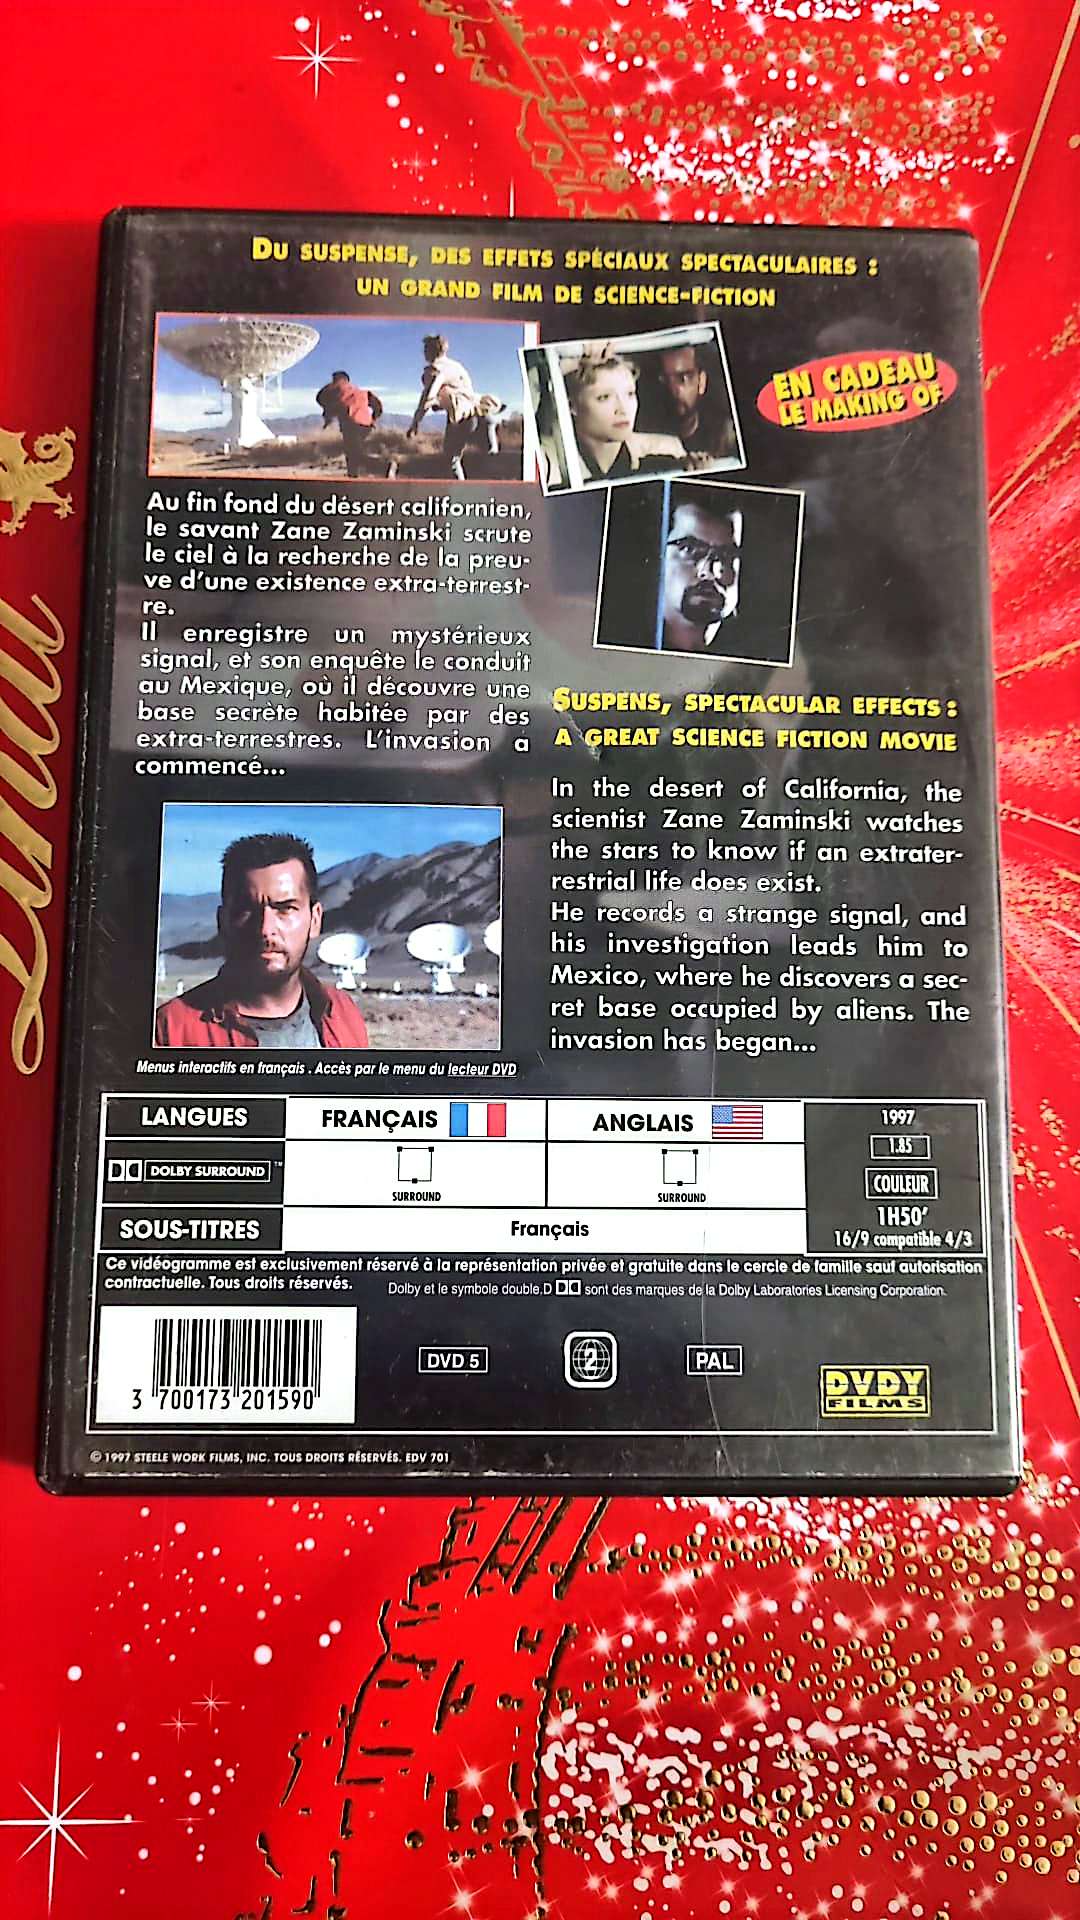 DU SUSPENSE, DES EFFETS SPÉCIAUX SPECTACULAIRES :
UN GRAND FILM DE SCIENCE-FICTION
EN CADEAU
LE MAKING OF
Au fin fond du désert californien,
le savant Zane Zaminski scrute
le ciel à la recherche de la preu-
ve d'une existence extra-terrest-
re.
Il enregistre un mystérieux
signal, et son enquête le conduit
au Mexique, où il découvre une
base secrète habitée par des
extra-terrestres. L'invasion a
commencé...
SUSPENS, SPECTACULAR EFFECTS :
A GREAT SCIENCE FICTION MOVIE
In the desert of California, the
scientist Zane Zaminski watches
the stars to know if an extrater-
restrial life does exist.
He records a strange signal, and
his investigation leads him to
Mexico, where he discovers a sec-
ret base occupied by aliens. The
invasion has began...
Menus interactifs en français . Accès par le menu du lecteur DVD
LANGUES FRANÇAIS ANGLAIS
DOLBY SURROUND ™ SURROUND SURROUND
SOUS-TITRES Français
1997
1.85
COULEUR
1H50'
16/9 compatible 4/3
Ce vidéogramme est exclusivement réservé à la représentation privée et gratuite dans le cercle de famille sauf autorisation
contractuelle. Tous droits réservés.
Dolby et le symbole double.D sont des marques de la Dolby Laboratories Licensing Corporation.
3 700173 201590
DVD 5
2
PAL
DVDY
FILMS
© 1997 STEELE WORK FILMS, INC. TOUS DROITS RÉSERVÉS. EDV 701
Lindt